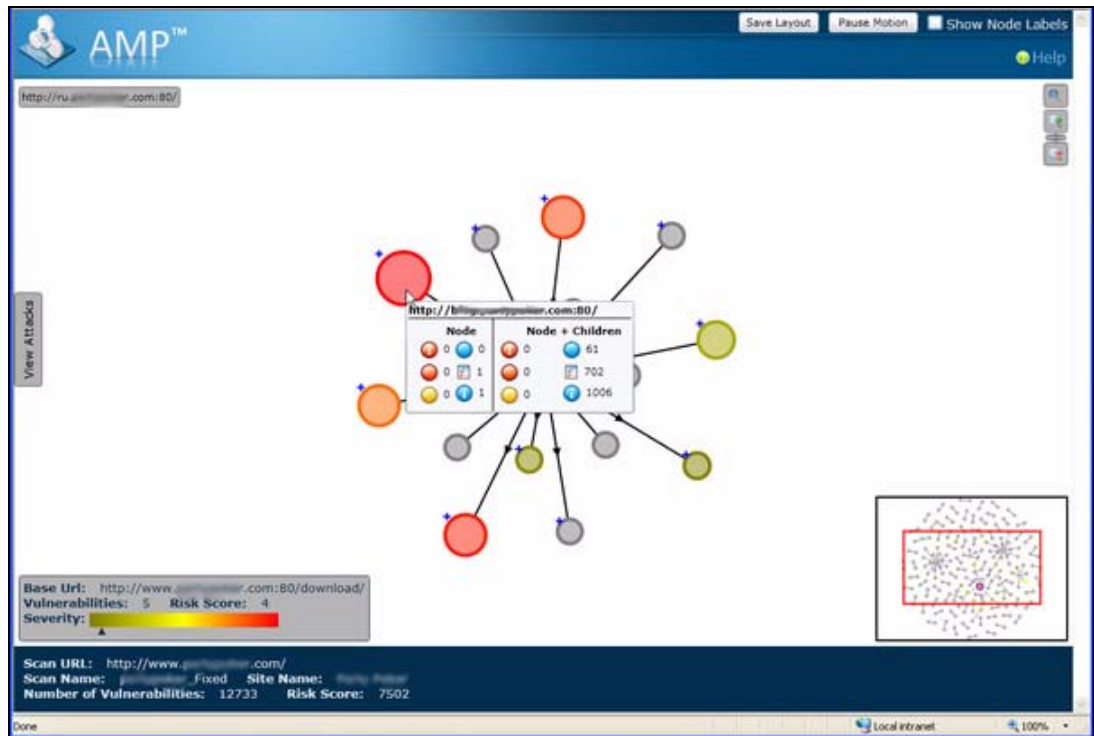 AMP™
Save Layout
Pause Motion
Show Node Labels
Help
http://ru. .com:80/
View Attacks
http://b .com:80/
Node
Node + Children
0 0
0 1
0 1
0 61
0 702
0 1006
Base Url: http://www. .com:80/download/
Vulnerabilities: 5 Risk Score: 4
Severity:
Scan URL: http://www. .com/
Scan Name: _Fixed Site Name:
Number of Vulnerabilities: 12733 Risk Score: 7502
Done
Local intranet
100%